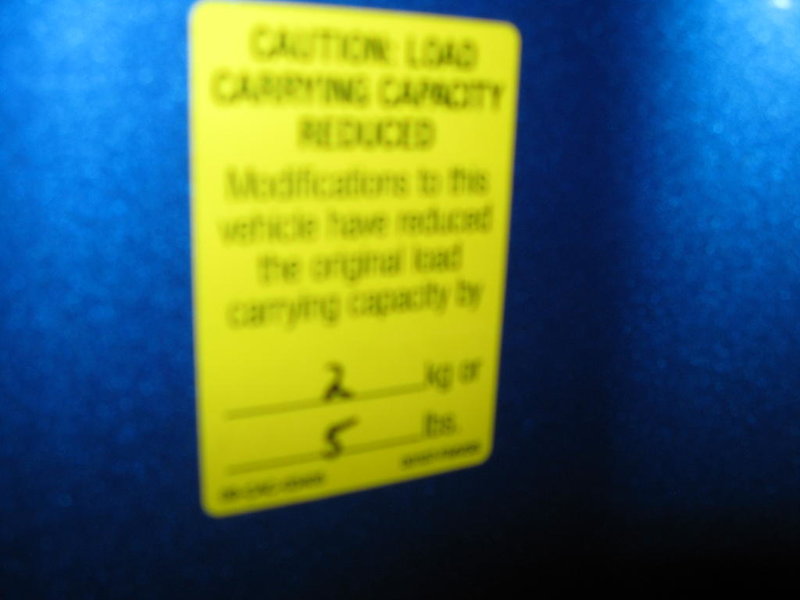 CAUTION: LOAD
CARRYING CAPACITY
REDUCED
Modifications to this
vehicle have reduced
the original load
carrying capacity by
2 kg or
5 lbs.